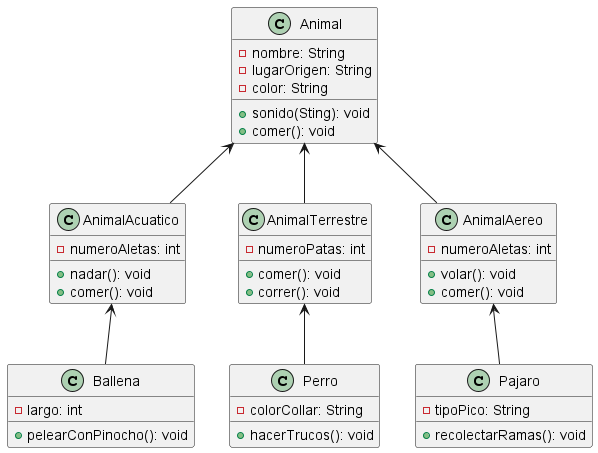 C Animal
nombre: String
lugarOrigen: String
color: String
sonido(Sting): void
comer(): void
C AnimalAcuatico
numeroAletas: int
nadar(): void
comer(): void
C AnimalTerrestre
numeroPatas: int
comer(): void
correr(): void
C AnimalAereo
numeroAletas: int
volar(): void
comer(): void
C Ballena
largo: int
pelearConPinocho(): void
C Perro
colorCollar: String
hacerTrucos(): void
C Pajaro
tipoPico: String
recolectarRamas(): void